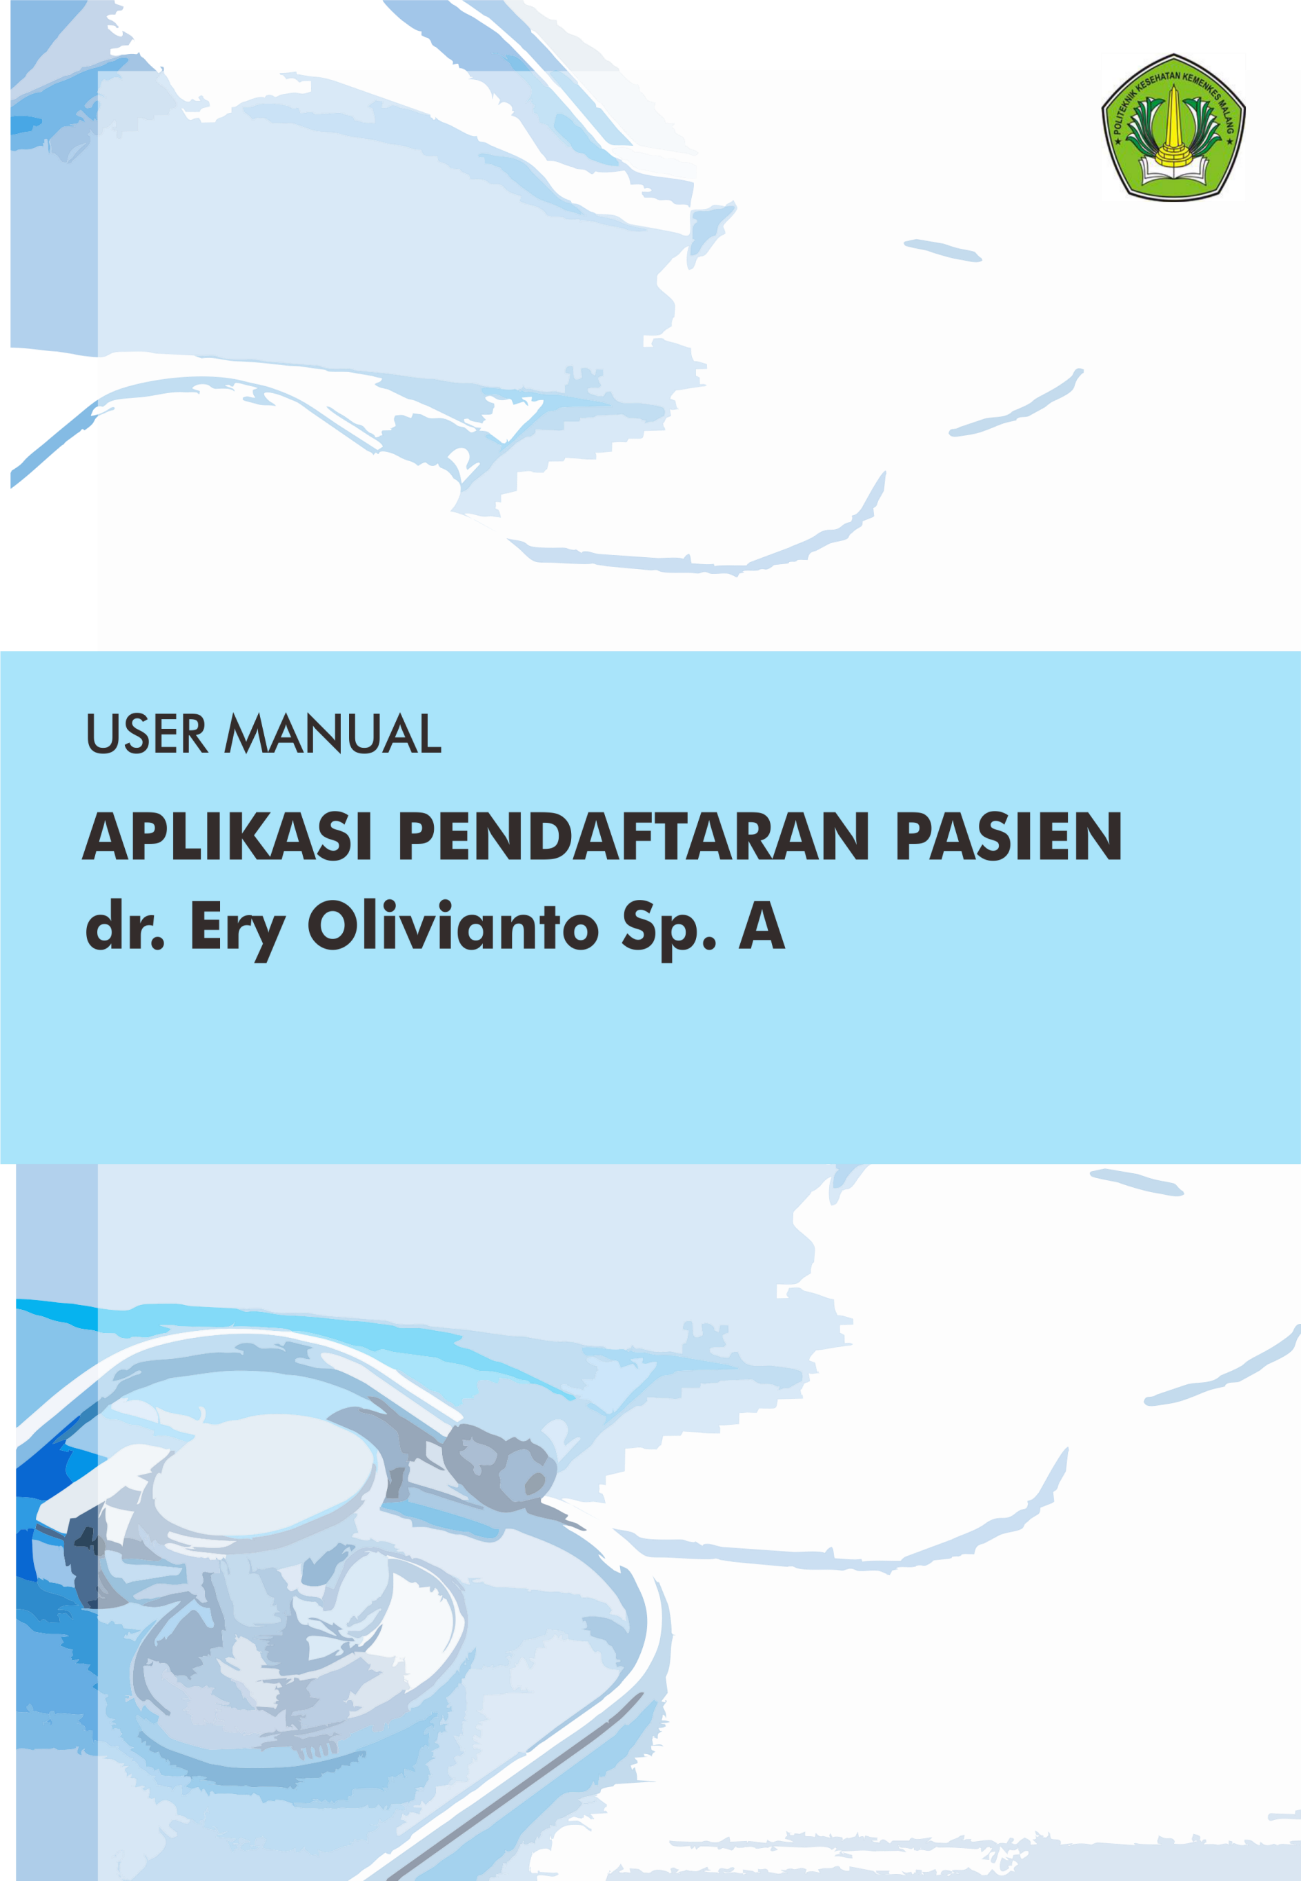 POLITEKNIK KESEHATAN KEMENKES MALANG
USER MANUAL
APLIKASI PENDAFTARAN PASIEN
dr. Ery Olivianto Sp. A